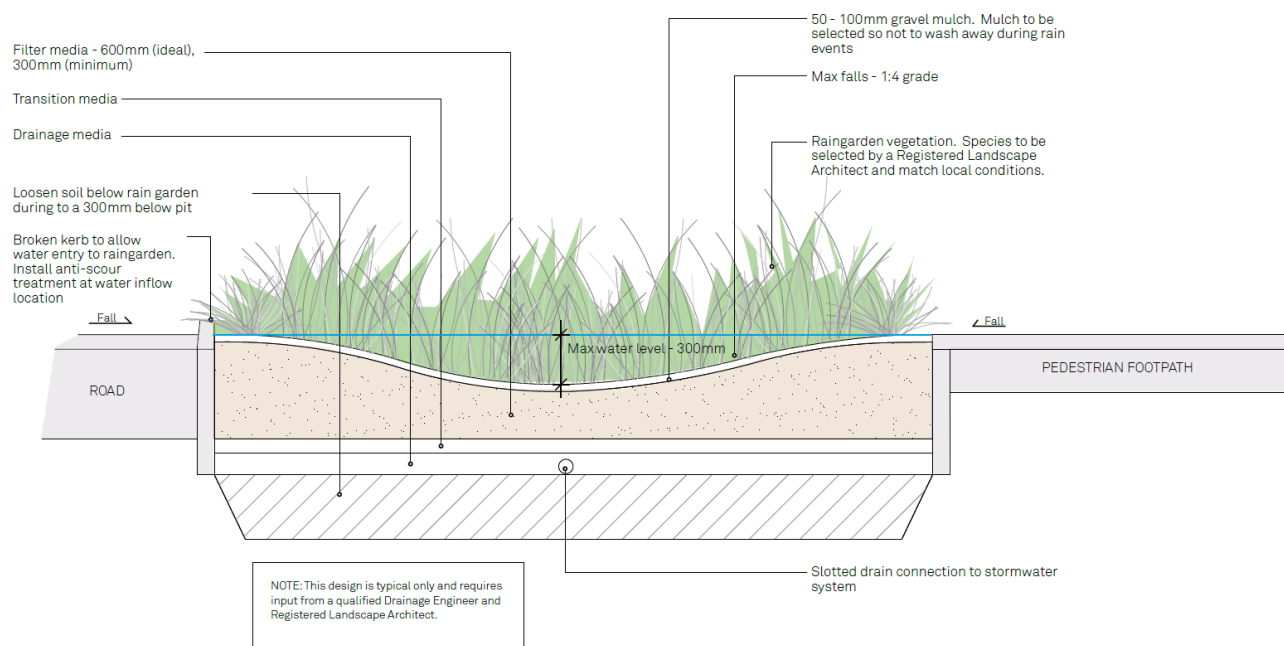 Filter media - 600mm (ideal),
300mm (minimum)
Transition media
Drainage media
Loosen soil below rain garden
during to a 300mm below pit
Broken kerb to allow
water entry to raingarden.
Install anti-scour
treatment at water inflow
location
Fall
ROAD
50 - 100mm gravel mulch. Mulch to be
selected so not to wash away during rain
events
Max falls - 1:4 grade
Raingarden vegetation. Species to be
selected by a Registered Landscape
Architect and match local conditions.
Fall
Max water level - 300mm
PEDESTRIAN FOOTPATH
Slotted drain connection to stormwater
system
NOTE: This design is typical only and requires
input from a qualified Drainage Engineer and
Registered Landscape Architect.